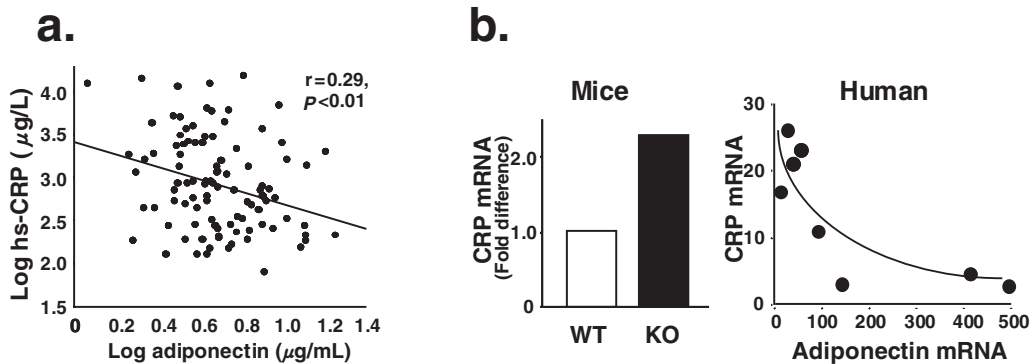 a.
r=0.29,
P<0.01
Log hs-CRP (μg/L)
4.0
3.5
3.0
2.5
2.0
1.5
0 0.2 0.4 0.6 0.8 1.0 1.2 1.4
Log adiponectin (μg/mL)
b.
Mice
CRP mRNA
(Fold difference)
2.0
1.0
0
WT KO
Human
CRP mRNA
30
20
10
0
0 100 200 300 400 500
Adiponectin mRNA